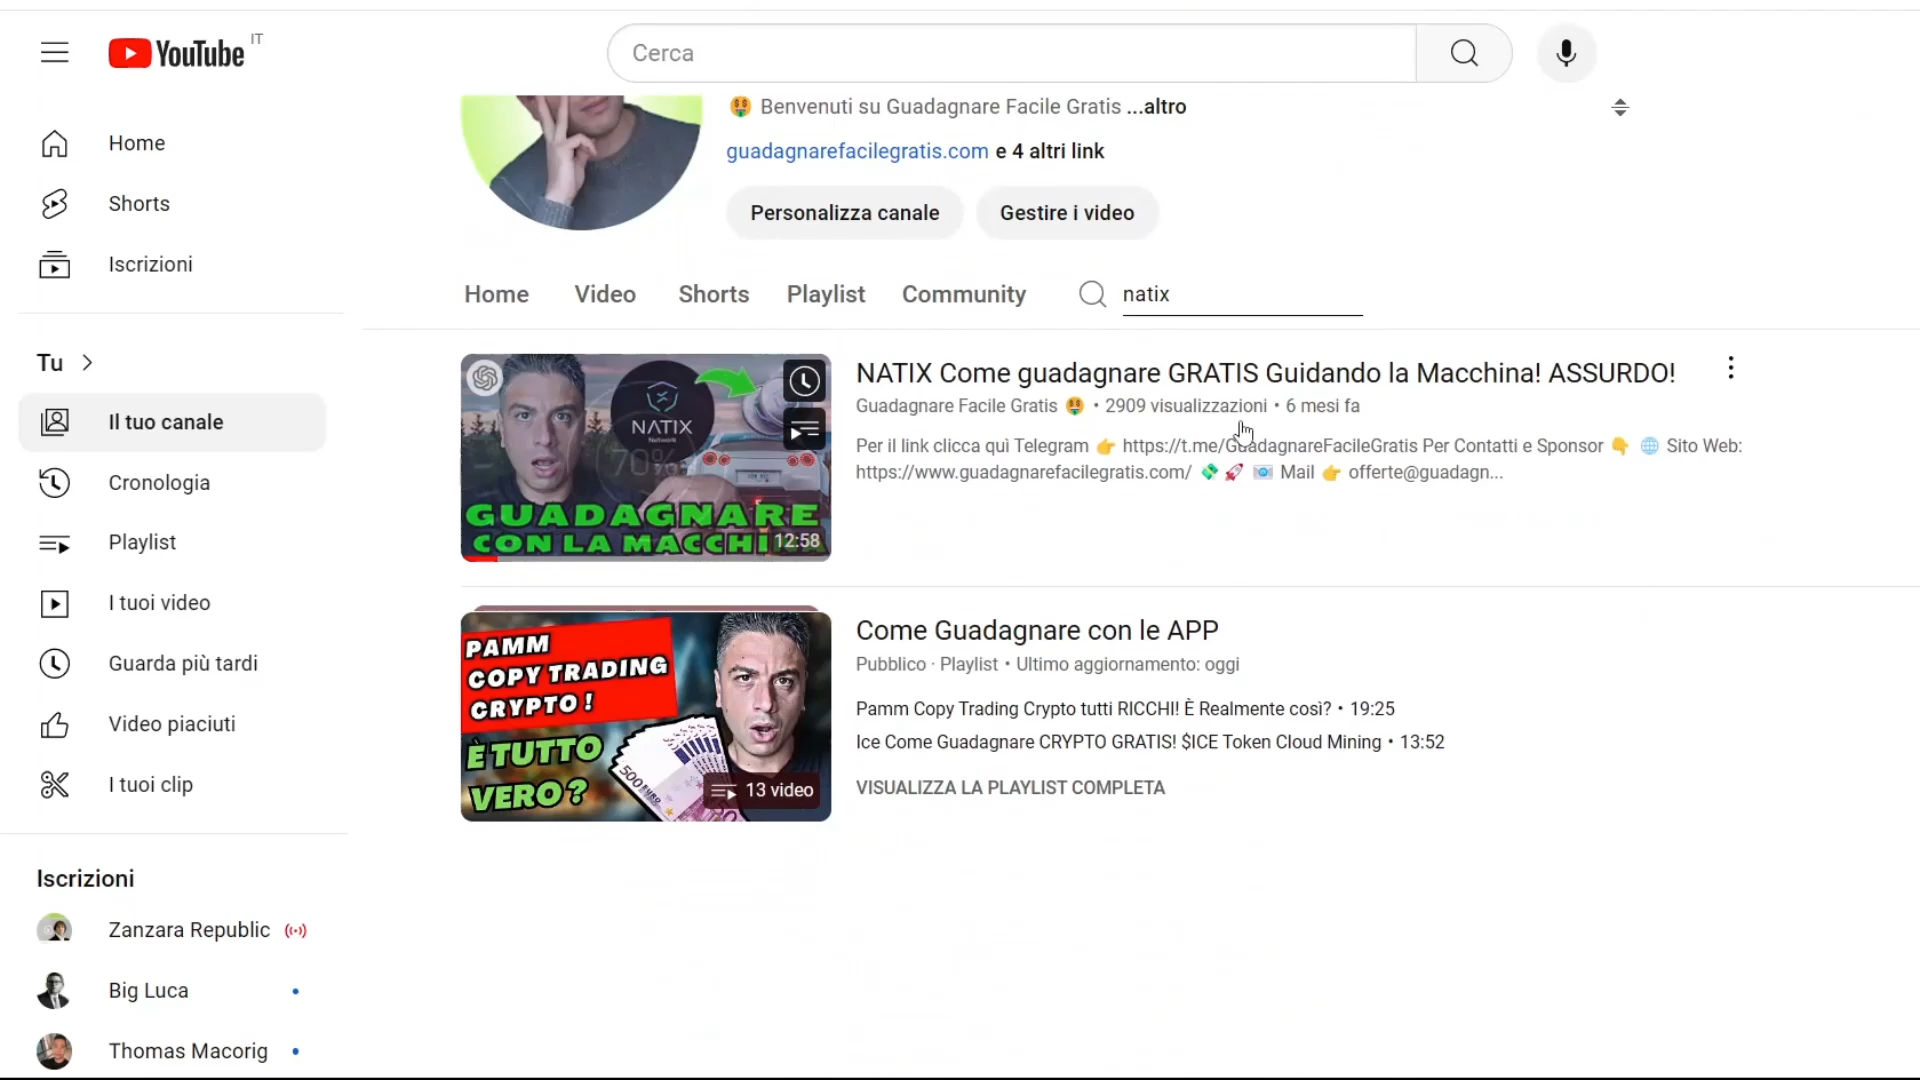 YouTube IT
Cerca
🤑 Benvenuti su Guadagnare Facile Gratis ...altro
guadagnarefacilegratis.com e 4 altri link
Personalizza canale
Gestire i video
Home
Shorts
Iscrizioni
Tu
Il tuo canale
Cronologia
Playlist
I tuoi video
Guarda più tardi
Video piaciuti
I tuoi clip
Iscrizioni
Zanzara Republic
Big Luca
Thomas Macorig
Home Video Shorts Playlist Community natix
NATIX
Network
70%
GUADAGNARE
CON LA MACCHINA
12:58
NATIX Come guadagnare GRATIS Guidando la Macchina! ASSURDO!
Guadagnare Facile Gratis 🤑 • 2909 visualizzazioni • 6 mesi fa
Per il link clicca quì Telegram 👉 https://t.me/GuadagnareFacileGratis Per Contatti e Sponsor 👇 🌐 Sito Web:
https://www.guadagnarefacilegratis.com/ 💸 🚀 📧 Mail 👉 offerte@guadagn...
PAMM
COPY TRADING
CRYPTO !
È TUTTO
VERO ?
500 EURO
13 video
Come Guadagnare con le APP
Pubblico · Playlist • Ultimo aggiornamento: oggi
Pamm Copy Trading Crypto tutti RICCHI! È Realmente così? • 19:25
Ice Come Guadagnare CRYPTO GRATIS! $ICE Token Cloud Mining • 13:52
VISUALIZZA LA PLAYLIST COMPLETA